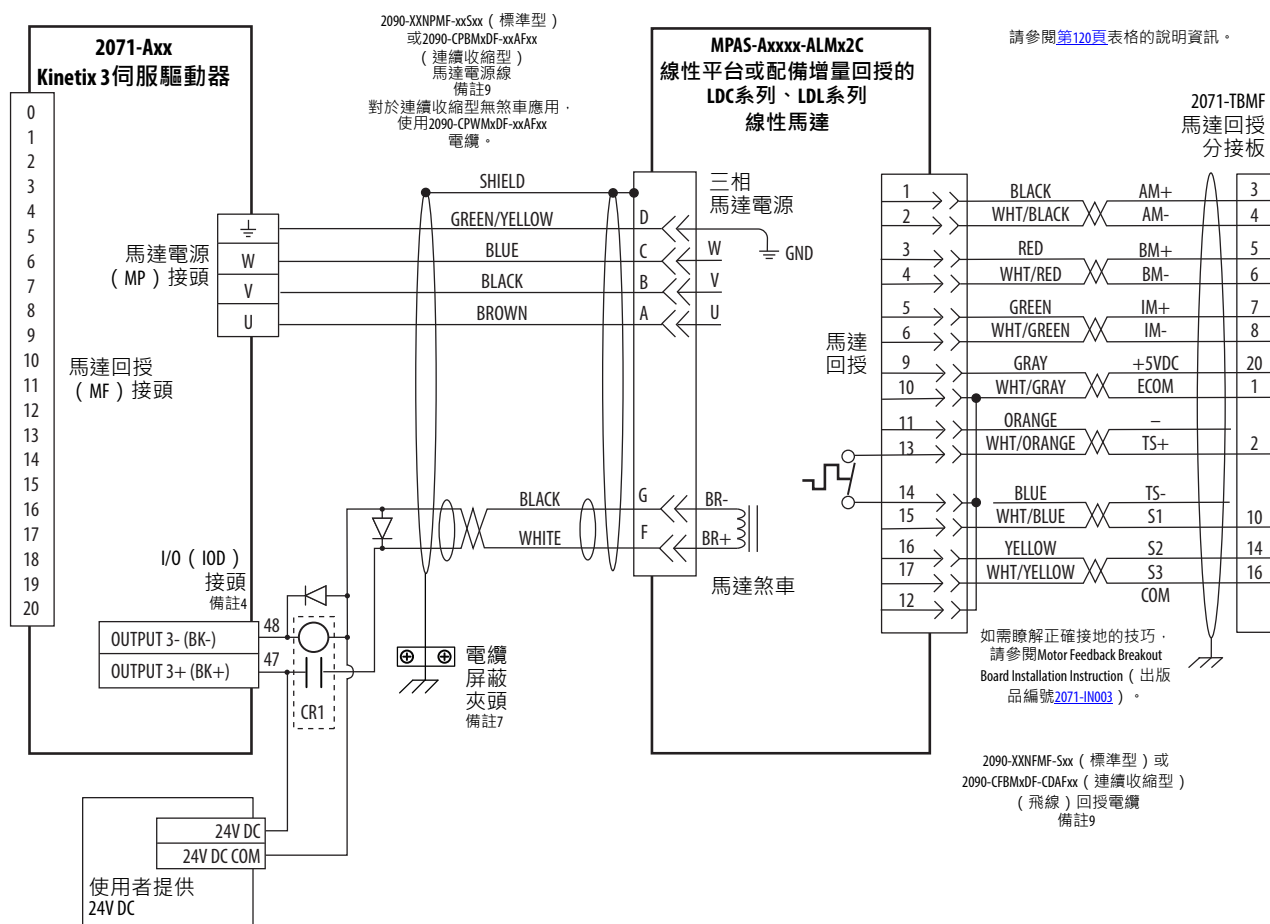 2071-Axx
Kinetix 3伺服驅動器
0
1
2
3
4
5
6
7
8
9
10
11
12
13
14
15
16
17
18
19
20
馬達電源
（MP）接頭
W
V
U
馬達回授
（MF）接頭
I/O（IOD）
接頭
備註4
OUTPUT 3- (BK-)
48
OUTPUT 3+ (BK+)
47
CR1
24V DC
24V DC COM
使用者提供
24V DC
2090-XXNPMF-xxSxx（標準型）
或2090-CPBMxDF-xxAFxx
（連續收縮型）
馬達電源線
備註9
對於連續收縮型無煞車應用，
使用2090-CPWMxDF-xxAFxx
電纜。
SHIELD
GREEN/YELLOW
BLUE
BLACK
BROWN
BLACK
WHITE
電纜
屏蔽
夾頭
備註7
MPAS-Axxxx-ALMx2C
線性平台或配備增量回授的
LDC系列、LDL系列
線性馬達
三相
馬達電源
D
GND
C
W
B
V
A
U
G
BR-
F
BR+
馬達煞車
馬達
回授
請參閱第120頁表格的說明資訊。
2071-TBMF
馬達回授
分接板
1 BLACK AM+ 3
2 WHT/BLACK AM- 4
3 RED BM+ 5
4 WHT/RED BM- 6
5 GREEN IM+ 7
6 WHT/GREEN IM- 8
9 GRAY +5VDC 20
10 WHT/GRAY ECOM 1
11 ORANGE –
13 WHT/ORANGE TS+ 2
14 BLUE TS-
15 WHT/BLUE S1 10
16 YELLOW S2 14
17 WHT/YELLOW S3 16
12 COM
如需瞭解正確接地的技巧，
請參閱Motor Feedback Breakout
Board Installation Instruction（出版
品編號2071-IN003）。
2090-XXNFMF-Sxx（標準型）或
2090-CFBMxDF-CDAFxx（連續收縮型）
（飛線）回授電纜
備註9